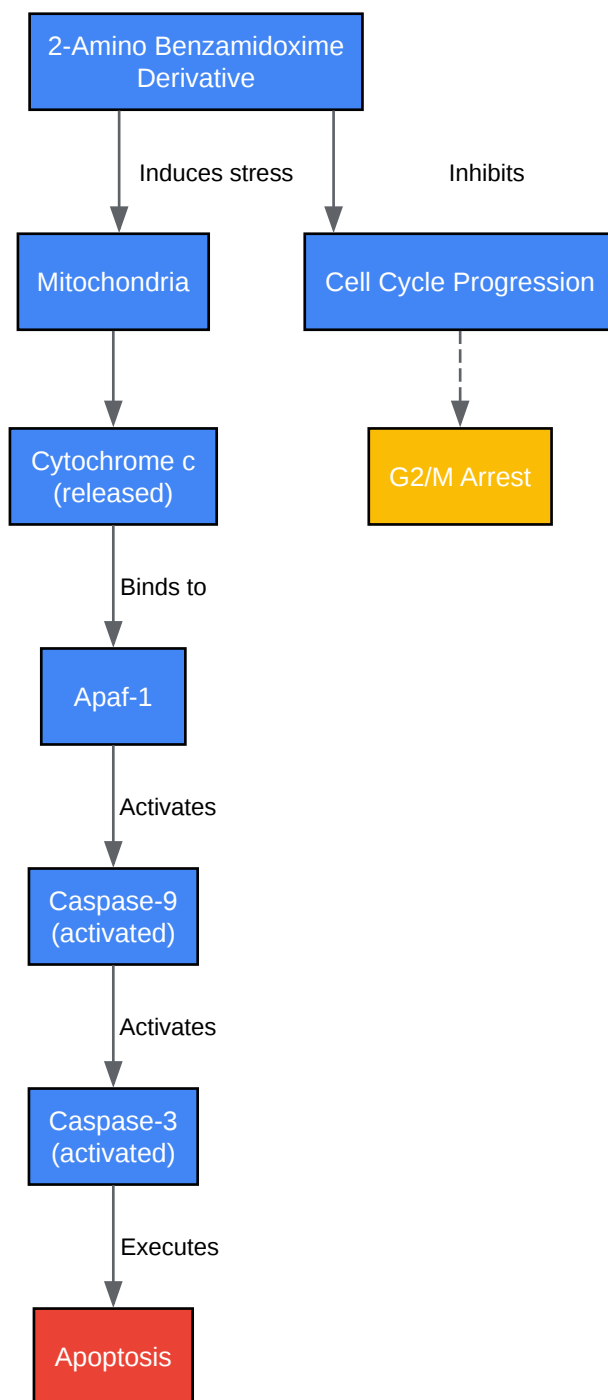 2-Amino Benzamidoxime
Derivative
Induces stress
Inhibits
Mitochondria
Cell Cycle Progression
Cytochrome c
(released)
G2/M Arrest
Binds to
Apaf-1
Activates
Caspase-9
(activated)
Activates
Caspase-3
(activated)
Executes
Apoptosis